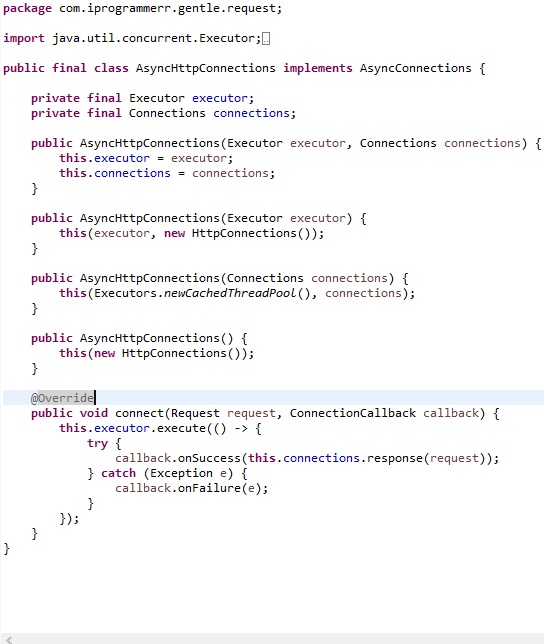 package com.iprogrammerr.gentle.request;
import java.util.concurrent.Executor;
public final class AsyncHttpConnections implements AsyncConnections {
private final Executor executor;
private final Connections connections;
public AsyncHttpConnections(Executor executor, Connections connections) {
this.executor = executor;
this.connections = connections;
}
public AsyncHttpConnections(Executor executor) {
this(executor, new HttpConnections());
}
public AsyncHttpConnections(Connections connections) {
this(Executors.newCachedThreadPool(), connections);
}
public AsyncHttpConnections() {
this(new HttpConnections());
}
@Override
public void connect(Request request, ConnectionCallback callback) {
this.executor.execute(() -> {
try {
callback.onSuccess(this.connections.response(request));
} catch (Exception e) {
callback.onFailure(e);
}
});
}
}